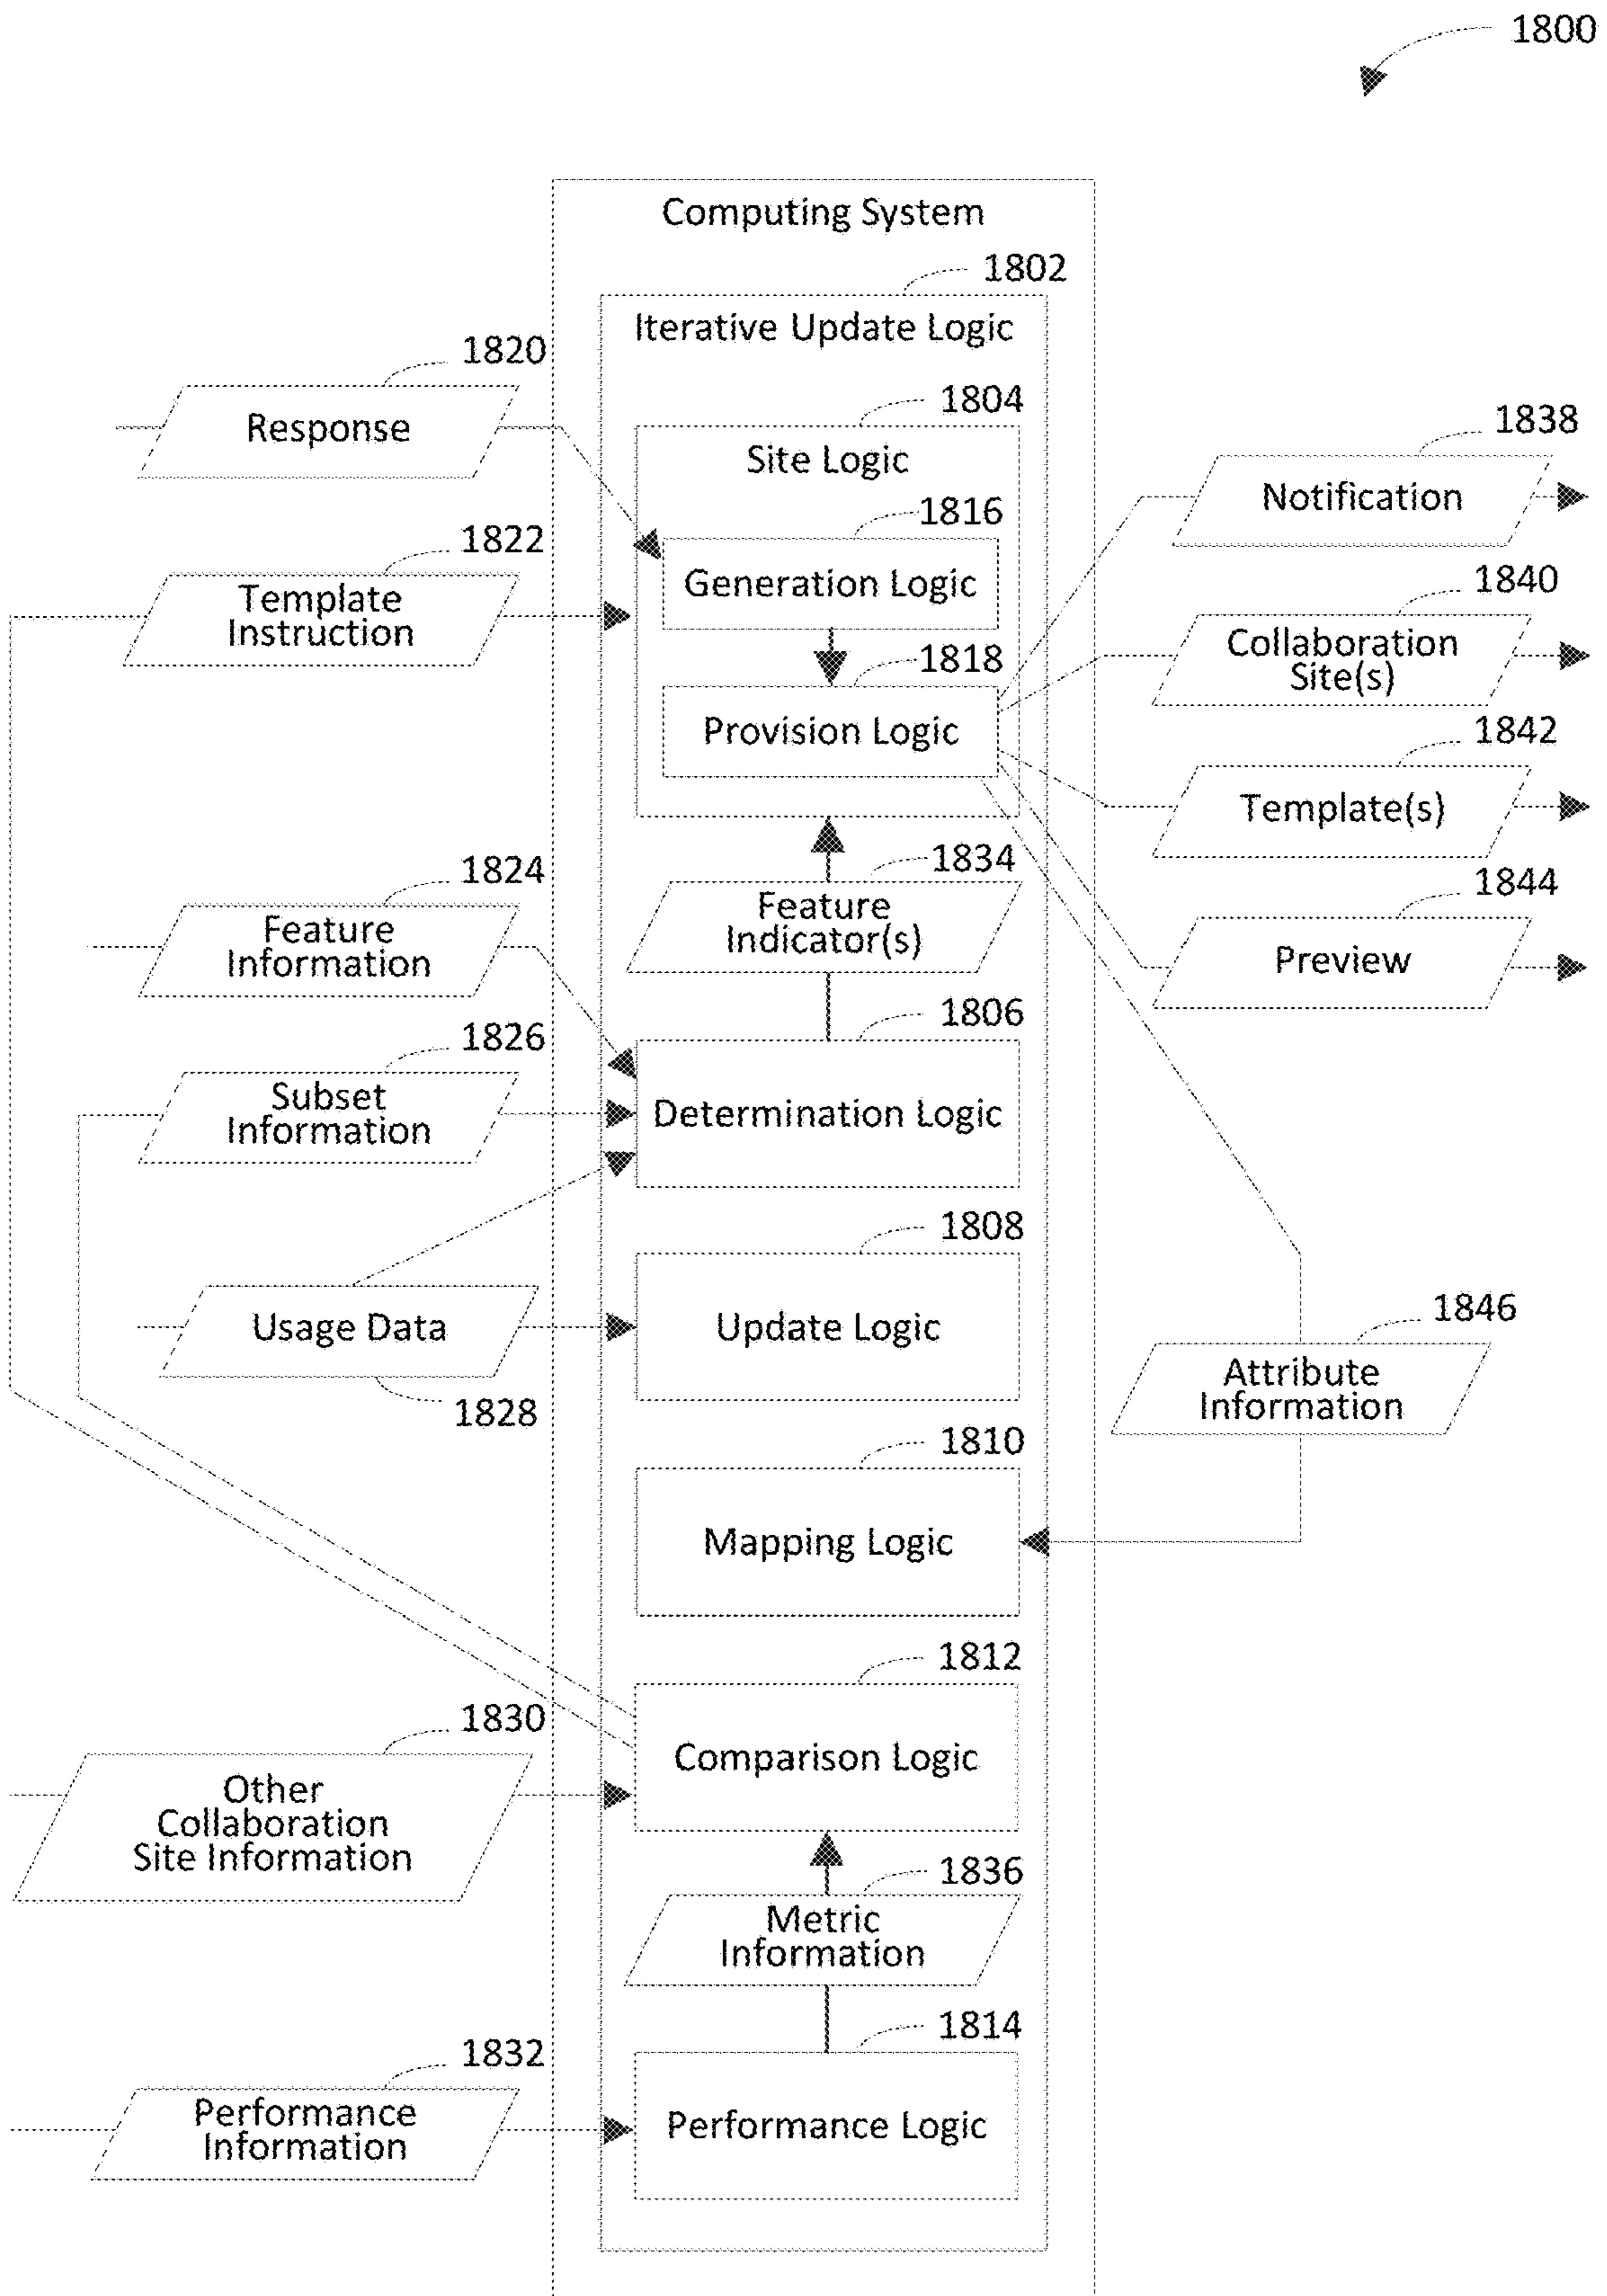 1800
Computing System
1802
Iterative Update Logic
1820
Response
1804
Site Logic
1838
Notification
1816
Generation Logic
1822
Template
Instruction
1840
Collaboration
Site(s)
1818
Provision Logic
1842
Template(s)
1824
Feature
Information
1834
Feature
Indicator(s)
1844
Preview
1806
Determination Logic
1826
Subset
Information
1808
Update Logic
Usage Data
1828
1846
Attribute
Information
1810
Mapping Logic
1812
Comparison Logic
1830
Other
Collaboration
Site Information
1836
Metric
Information
1814
Performance Logic
1832
Performance
Information